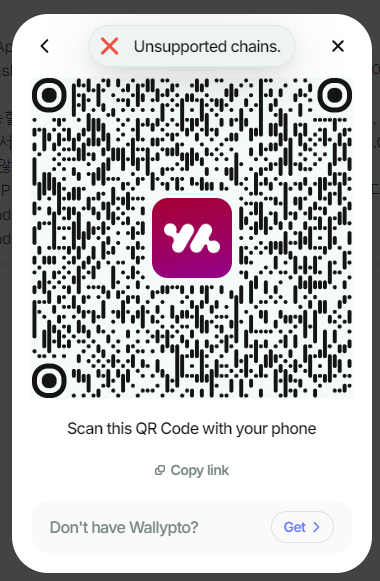 Unsupported chains.
Scan this QR Code with your phone
Copy link
Don't have Wallypto?
Get